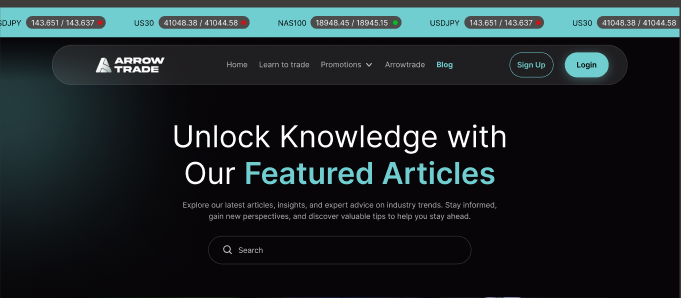 SDJPY 143.651 / 143.637 US30 41048.38 / 41044.58 NAS100 18948.45 / 18945.15 USDJPY 143.651 / 143.637 US30 41048.38 / 41044.58
ARROW TRADE Home Learn to trade Promotions Arrowtrade Blog Sign Up Login
Unlock Knowledge with
Our Featured Articles
Explore our latest articles, insights, and expert advice on industry trends. Stay informed,
gain new perspectives, and discover valuable tips to help you stay ahead.
Search